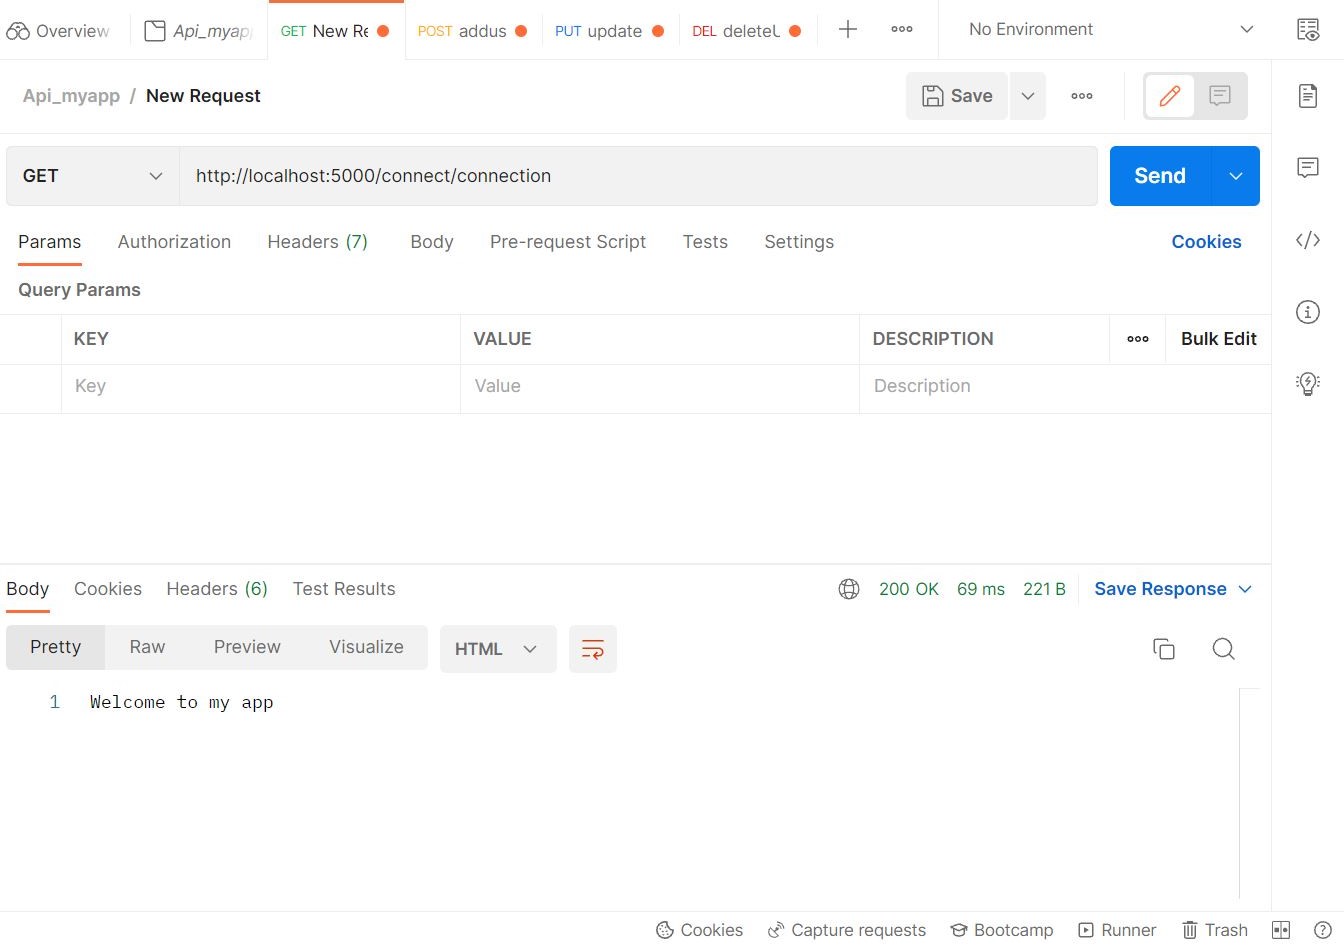 Overview Api_myap GET New Re POST addus PUT update DEL deleteU No Environment
Api_myapp / New Request Save
GET http://localhost:5000/connect/connection Send
Params Authorization Headers (7) Body Pre-request Script Tests Settings Cookies
Query Params
KEY VALUE DESCRIPTION Bulk Edit
Key Value Description
Body Cookies Headers (6) Test Results 200 OK 69 ms 221 B Save Response
Pretty Raw Preview Visualize HTML
1 Welcome to my app
Cookies Capture requests Bootcamp Runner Trash